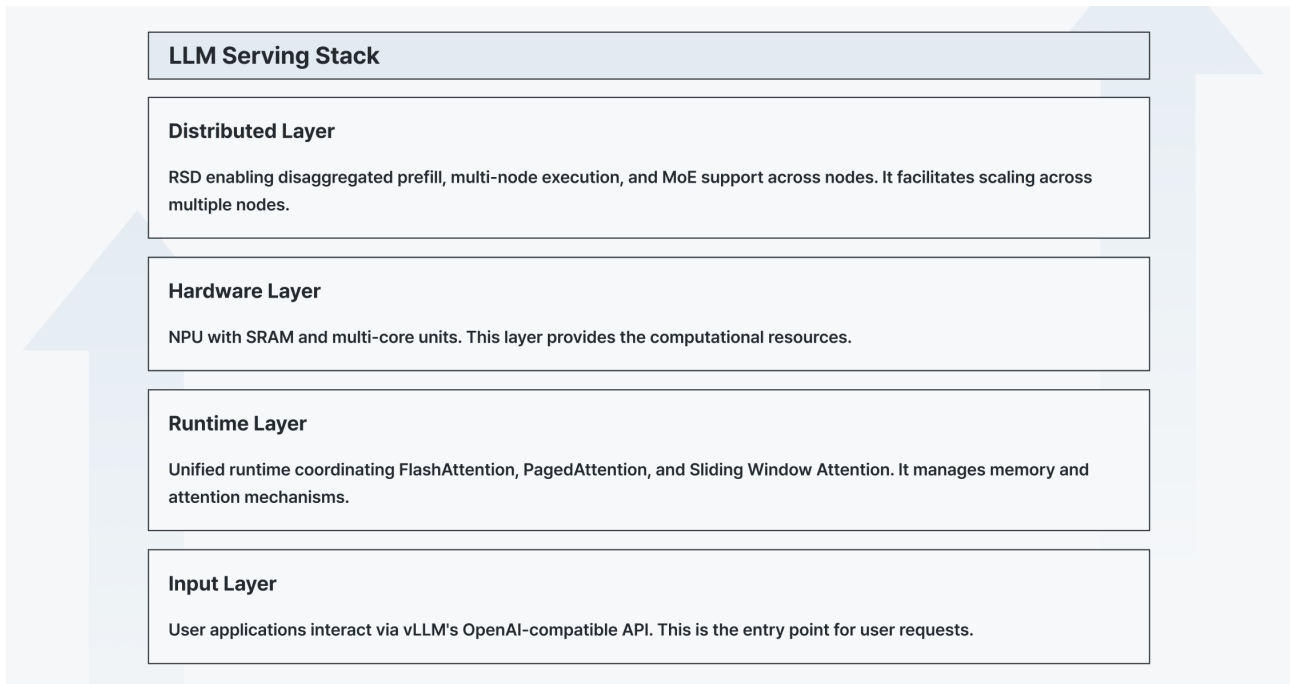 LLM Serving Stack
Distributed Layer
RSD enabling disaggregated prefill, multi-node execution, and MoE support across nodes. It facilitates scaling across
multiple nodes.
Hardware Layer
NPU with SRAM and multi-core units. This layer provides the computational resources.
Runtime Layer
Unified runtime coordinating FlashAttention, PagedAttention, and Sliding Window Attention. It manages memory and
attention mechanisms.
Input Layer
User applications interact via vLLM's OpenAI-compatible API. This is the entry point for user requests.